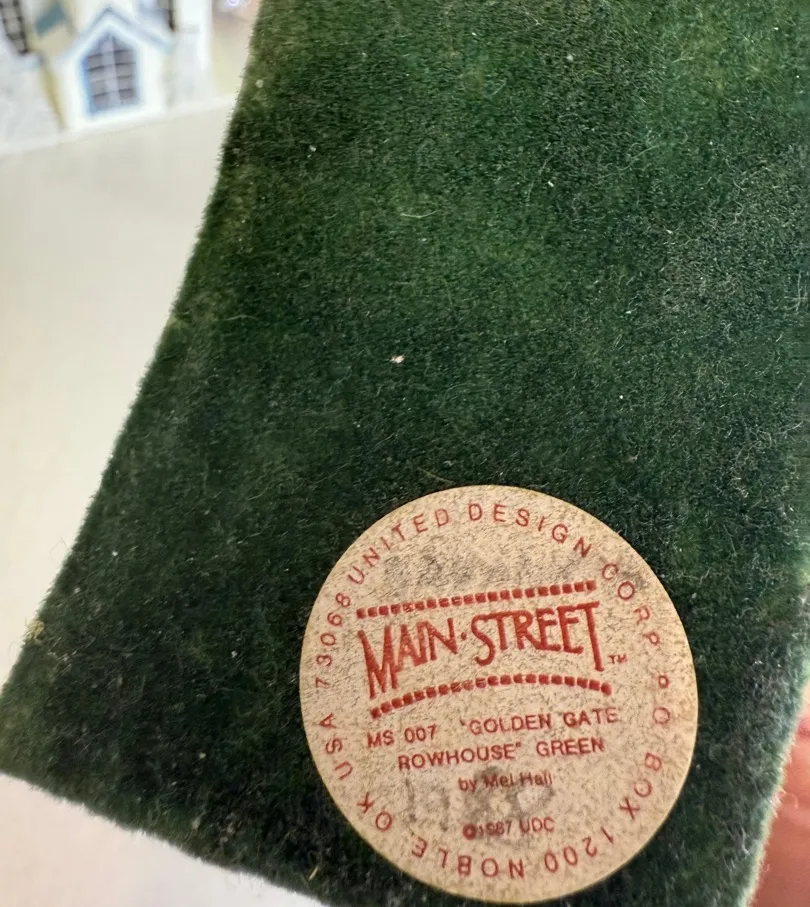 UNITED DESIGN CORP P O BOX 1200 NOBLE, OK USA 73068
MAIN·STREET™
MS 007 "GOLDEN GATE
ROWHOUSE" GREEN
by Mel Hall
©1987 UDC